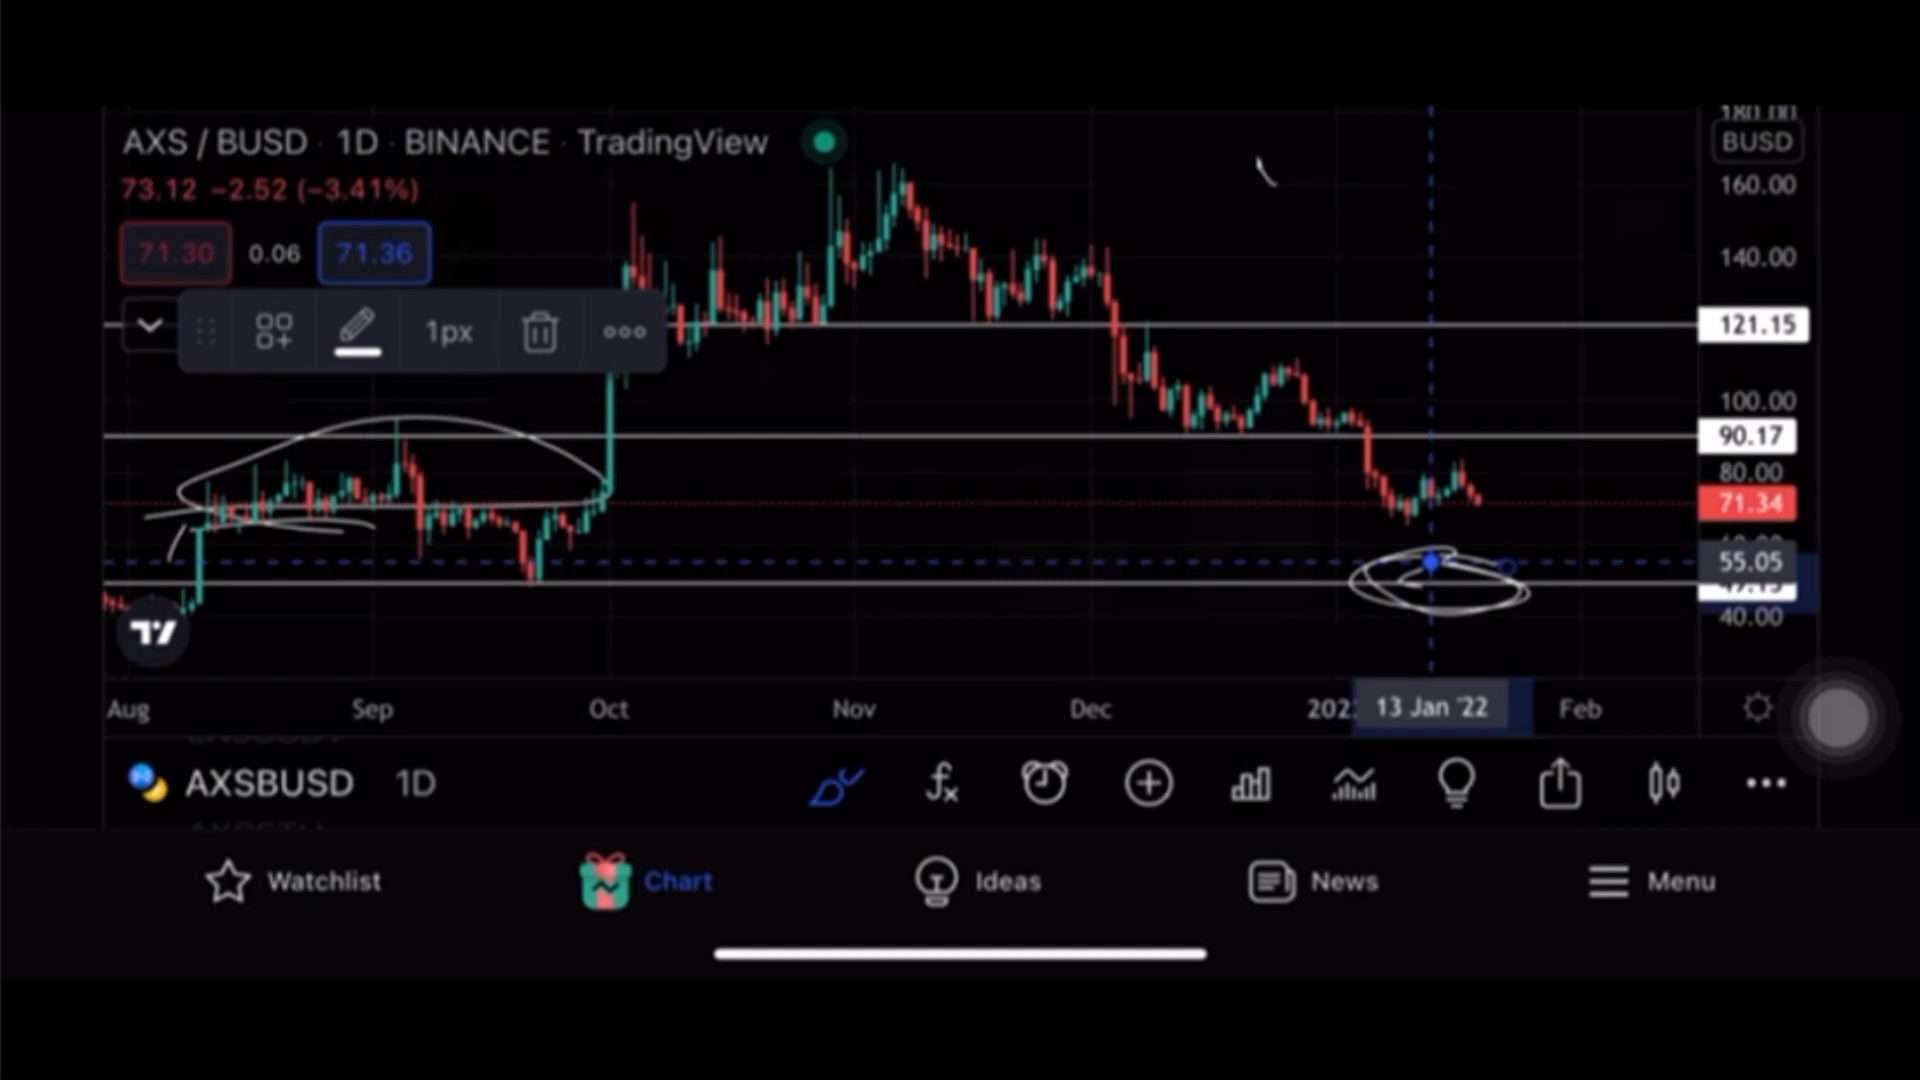 AXS / BUSD · 1D · BINANCE · TradingView
BUSD
73.12 −2.52 (−3.41%)
71.30 0.06 71.36
1px
180.00
160.00
140.00
121.15
100.00
90.17
80.00
71.34
55.05
40.00
Aug Sep Oct Nov Dec 13 Jan '22 Feb
AXSBUSD 1D
Watchlist Chart Ideas News Menu